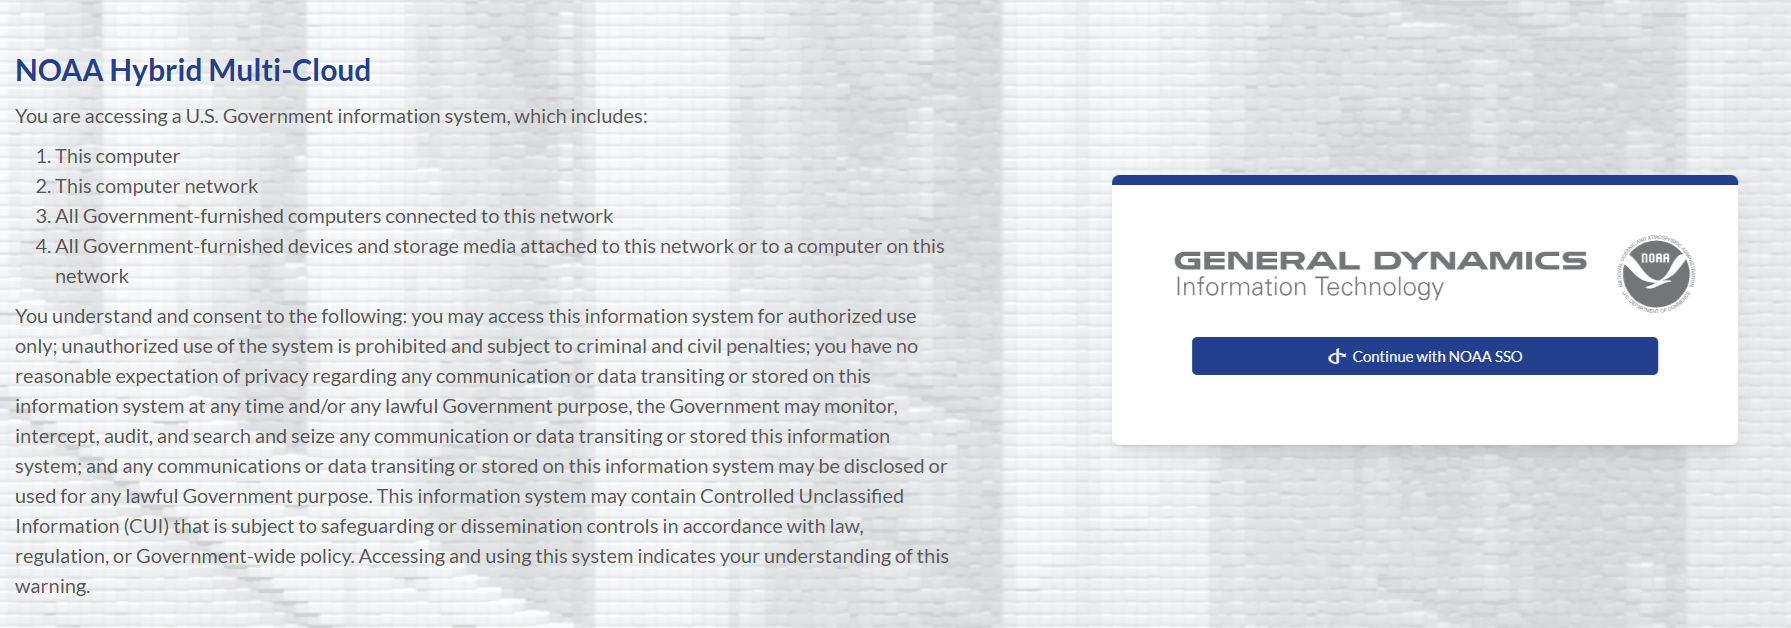 NOAA Hybrid Multi-Cloud
You are accessing a U.S. Government information system, which includes:
1. This computer
2. This computer network
3. All Government-furnished computers connected to this network
4. All Government-furnished devices and storage media attached to this network or to a computer on this
network
You understand and consent to the following: you may access this information system for authorized use
only; unauthorized use of the system is prohibited and subject to criminal and civil penalties; you have no
reasonable expectation of privacy regarding any communication or data transiting or stored on this
information system at any time and/or any lawful Government purpose, the Government may monitor,
intercept, audit, and search and seize any communication or data transiting or stored this information
system; and any communications or data transiting or stored on this information system may be disclosed or
used for any lawful Government purpose. This information system may contain Controlled Unclassified
Information (CUI) that is subject to safeguarding or dissemination controls in accordance with law,
regulation, or Government-wide policy. Accessing and using this system indicates your understanding of this
warning.
GENERAL DYNAMICS
Information Technology
NATIONAL OCEANIC AND ATMOSPHERIC ADMINISTRATION
NOAA
U.S. DEPARTMENT OF COMMERCE
Continue with NOAA SSO